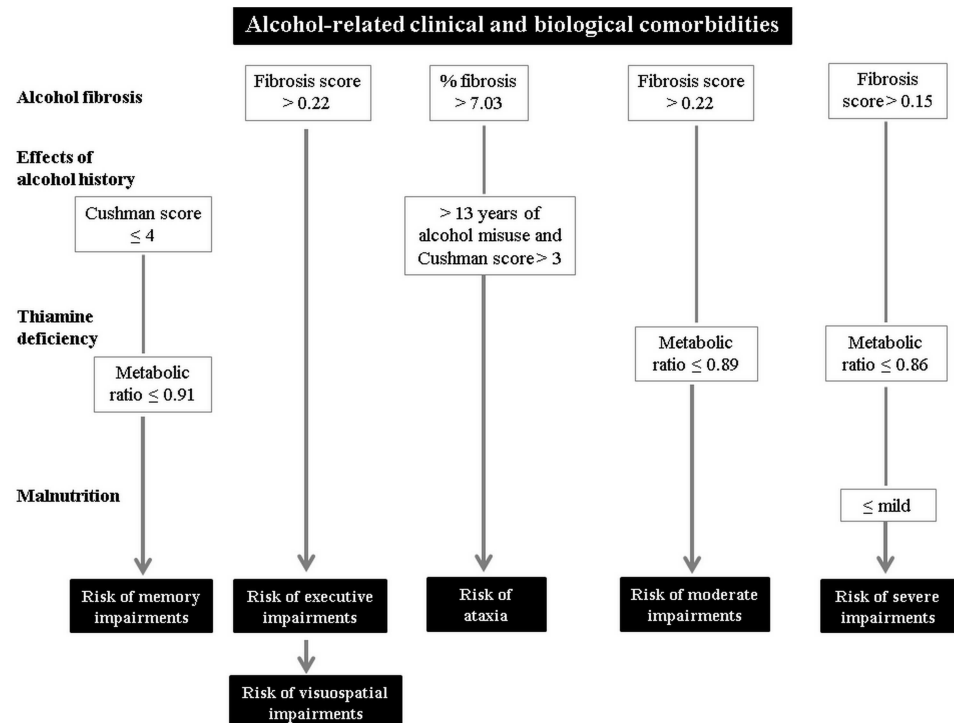 Alcohol-related clinical and biological comorbidities
Alcohol fibrosis
Fibrosis score
> 0.22
% fibrosis
> 7.03
Fibrosis score
> 0.22
Fibrosis
score > 0.15
Effects of
alcohol history
Cushman score
≤ 4
> 13 years of
alcohol misuse and
Cushman score > 3
Thiamine
deficiency
Metabolic
ratio ≤ 0.91
Metabolic
ratio ≤ 0.89
Metabolic
ratio ≤ 0.86
Malnutrition
≤ mild
Risk of memory
impairments
Risk of executive
impairments
Risk of
ataxia
Risk of moderate
impairments
Risk of severe
impairments
Risk of visuospatial
impairments